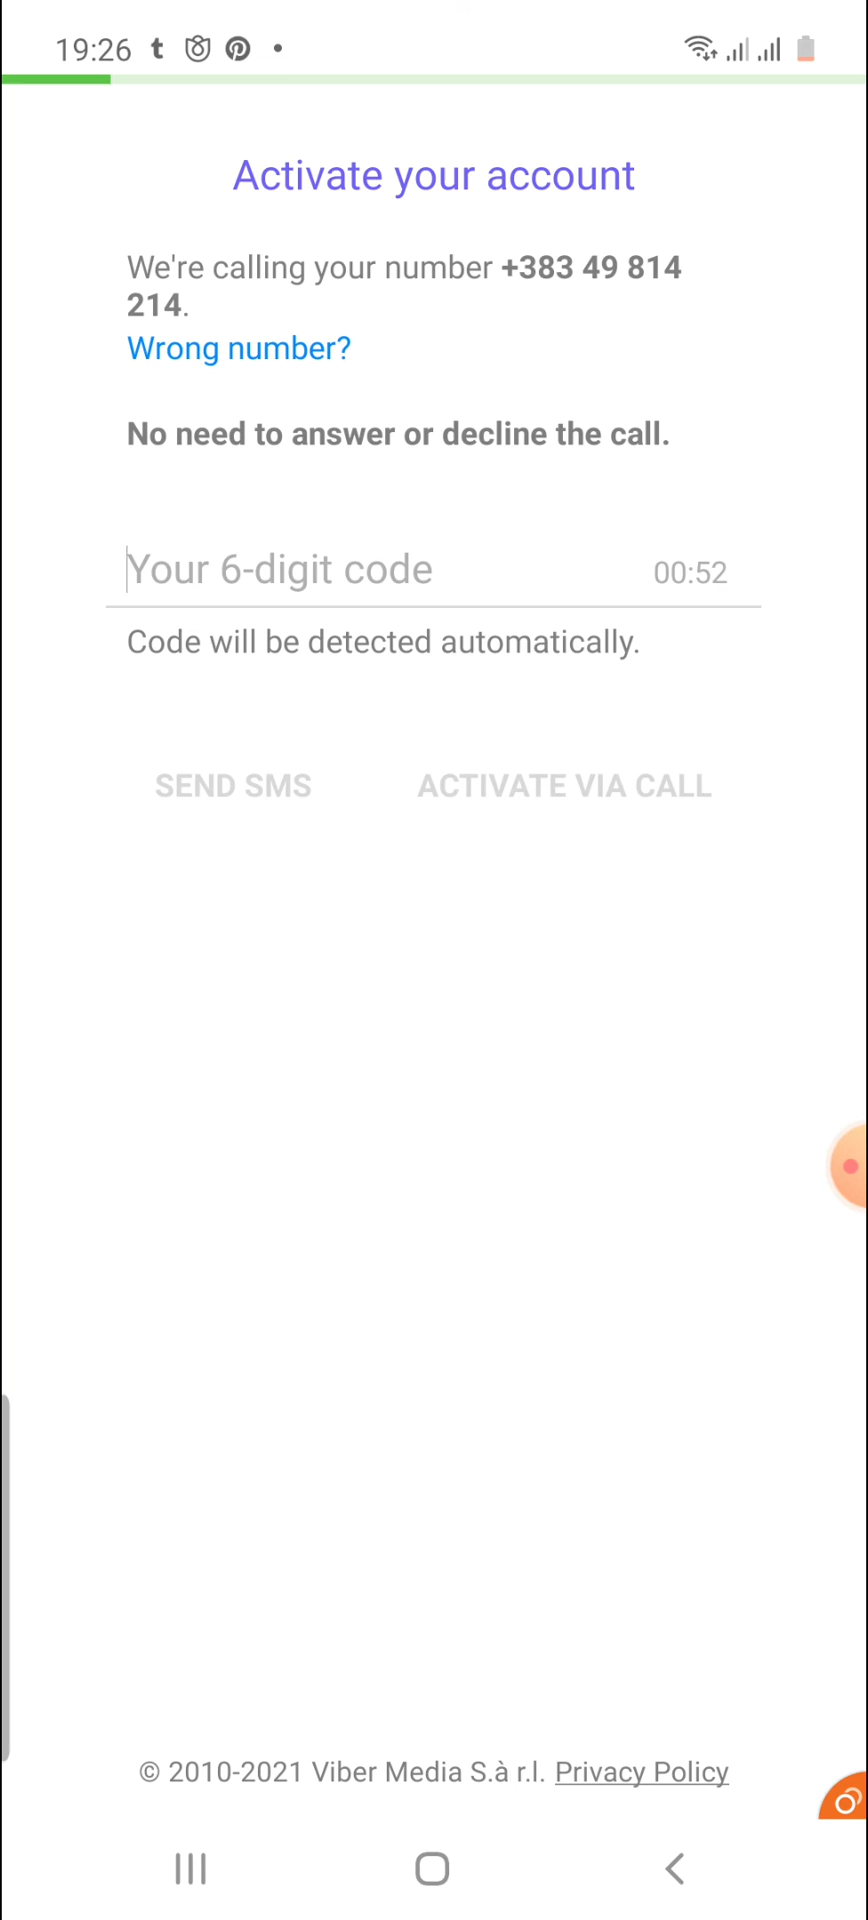 19:26
Activate your account
We're calling your number +383 49 814
214.
Wrong number?
No need to answer or decline the call.
Your 6-digit code 00:52
Code will be detected automatically.
SEND SMS ACTIVATE VIA CALL
© 2010-2021 Viber Media S.à r.l. Privacy Policy